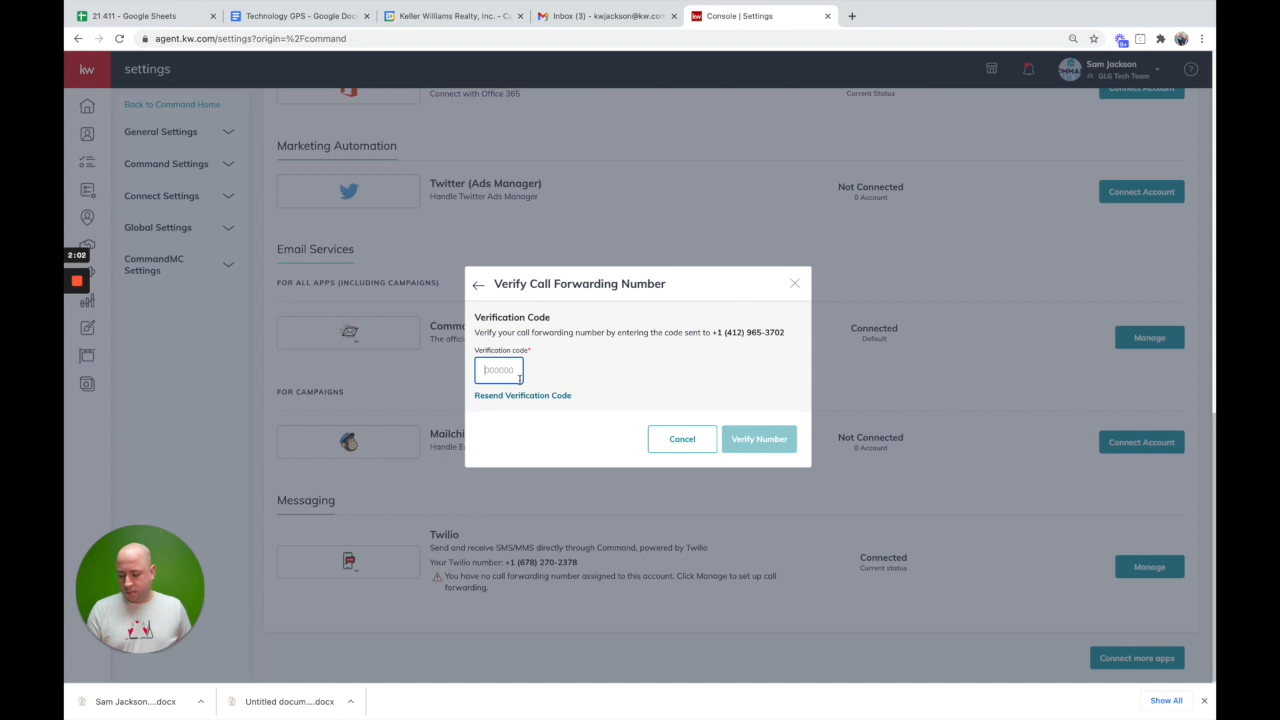 21 411 - Google Sheets
Technology GPS - Google Doc
Keller Williams Realty, Inc. - Ca
Inbox (3) - kwjackson@kw.com
Console | Settings
agent.kw.com/settings?origin=%2Fcommand
9+
kw
settings
Sam Jackson
GLG Tech Team
Back to Command Home
General Settings
Command Settings
Connect Settings
Global Settings
CommandMC
Settings
2:02
Connect with Office 365
Current Status
Connect Account
Marketing Automation
Twitter (Ads Manager)
Handle Twitter Ads Manager
Not Connected
0 Account
Connect Account
Email Services
FOR ALL APPS (INCLUDING CAMPAIGNS)
Comm
The offici
Connected
Default
Manage
FOR CAMPAIGNS
Mailchi
Handle E
Not Connected
0 Account
Connect Account
Verify Call Forwarding Number
Verification Code
Verify your call forwarding number by entering the code sent to +1 (412) 965-3702
Verification code*
000000
Resend Verification Code
Cancel
Verify Number
Messaging
Twilio
Send and receive SMS/MMS directly through Command, powered by Twilio
Your Twilio number: +1 (678) 270-2378
You have no call forwarding number assigned to this account. Click Manage to set up call
forwarding.
Connected
Current status
Manage
Connect more apps
Sam Jackson....docx
Untitled docum....docx
Show All